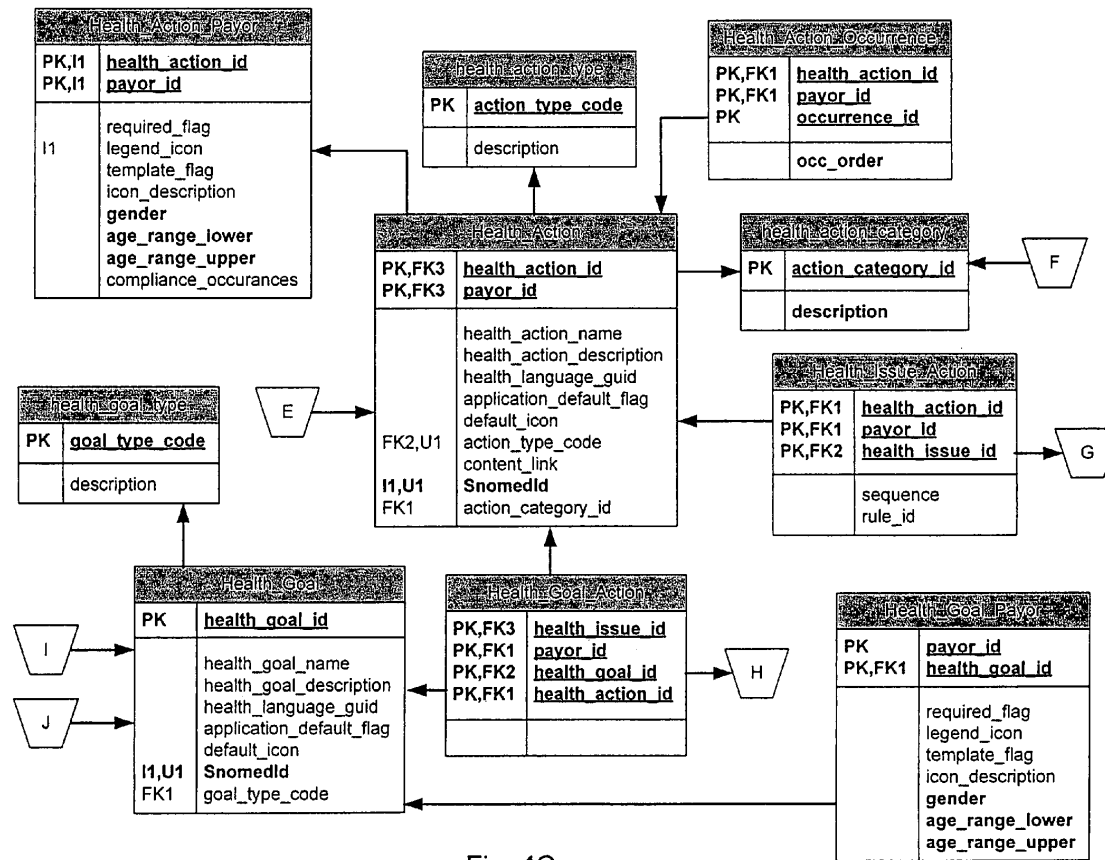 Health_Action_Payor
PK,I1 health_action_id
PK,I1 payor_id
required_flag
I1 legend_icon
template_flag
icon_description
gender
age_range_lower
age_range_upper
compliance_occurances
health_action_type
PK action_type_code
description
Health_Action_Occurrence
PK,FK1 health_action_id
PK,FK1 payor_id
PK occurrence_id
occ_order
Health_Action
PK,FK3 health_action_id
PK,FK3 payor_id
health_action_name
health_action_description
health_language_guid
application_default_flag
default_icon
FK2,U1 action_type_code
content_link
I1,U1 SnomedId
FK1 action_category_id
health_action_category
PK action_category_id
description
F
E
Health_Issue_Action
PK,FK1 health_action_id
PK,FK1 payor_id
PK,FK2 health_issue_id
sequence
rule_id
G
health_goal_type
PK goal_type_code
description
Health_Goal
PK health_goal_id
health_goal_name
health_goal_description
health_language_guid
application_default_flag
default_icon
I1,U1 SnomedId
FK1 goal_type_code
I
J
Health_Goal_Action
PK,FK3 health_issue_id
PK,FK1 payor_id
PK,FK2 health_goal_id
PK,FK1 health_action_id
H
Health_Goal_Payor
PK payor_id
PK,FK1 health_goal_id
required_flag
legend_icon
template_flag
icon_description
gender
age_range_lower
age_range_upper